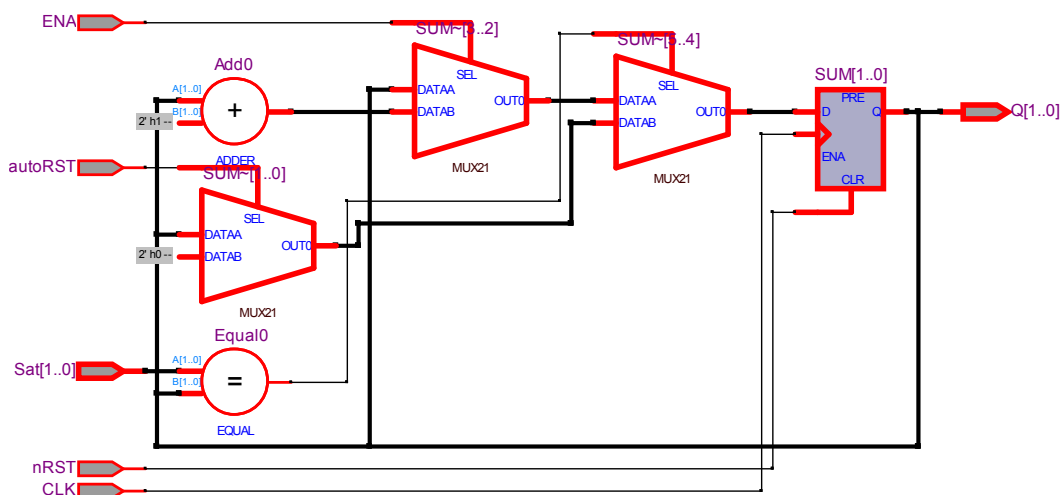 ENA
SUM~[3..2]
SUM~[5..4]
Add0
SEL
SEL
SUM[1..0]
A[1..0]
B[1..0]
2' h1 --
+
DATAA
DATAB
OUT0
DATAA
DATAB
OUT0
D
PRE
Q
Q[1..0]
ENA
CLR
ADDER
MUX21
MUX21
autoRST
SUM~[1..0]
SEL
DATAA
DATAB
OUT0
2' h0 --
MUX21
Equal0
Sat[1..0]
A[1..0]
B[1..0]
=
EQUAL
nRST
CLK